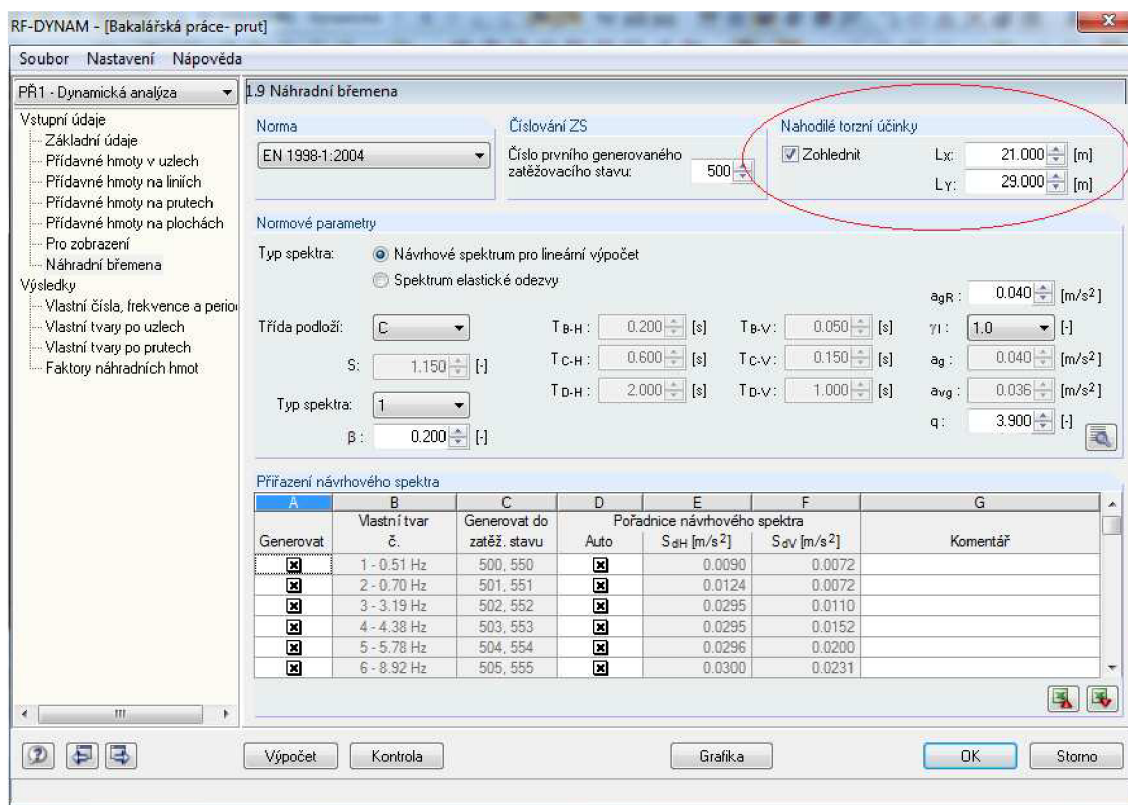 RF-DYNAM - [Bakalářská práce- prut]
Soubor Nastavení Nápověda
PŘ1 - Dynamická analýza
1.9 Náhradní břemena
Vstupní údaje
Základní údaje
Přídavné hmoty v uzlech
Přídavné hmoty na liniích
Přídavné hmoty na prutech
Přídavné hmoty na plochách
Pro zobrazení
Náhradní břemena
Výsledky
Vlastní čísla, frekvence a perio
Vlastní tvary po uzlech
Vlastní tvary po prutech
Faktory náhradních hmot
Norma
EN 1998-1:2004
Číslování ZS
Číslo prvního generovaného
zatěžovacího stavu: 500
Nahodilé torzní účinky
Zohlednit Lx: 21.000 [m]
LY: 29.000 [m]
Normové parametry
Typ spektra: Návrhové spektrum pro lineární výpočet
Spektrum elastické odezvy
agR : 0.040 [m/s²]
Třída podloží: C TB-H : 0.200 [s] TB-V : 0.050 [s] γI : 1.0 [-]
S: 1.150 [-] TC-H : 0.600 [s] TC-V : 0.150 [s] ag : 0.040 [m/s²]
Typ spektra: 1 TD-H : 2.000 [s] TD-V : 1.000 [s] avg : 0.036 [m/s²]
β : 0.200 [-] q : 3.900 [-]
Přiřazení návrhového spektra
A B C D E F G
Vlastní tvar Generovat do Pořadnice návrhového spektra
Generovat č. zatěž. stavu Auto SdH [m/s²] SdV [m/s²] Komentář
1 - 0.51 Hz 500, 550 0.0090 0.0072
2 - 0.70 Hz 501, 551 0.0124 0.0072
3 - 3.19 Hz 502, 552 0.0295 0.0110
4 - 4.38 Hz 503, 553 0.0295 0.0152
5 - 5.78 Hz 504, 554 0.0296 0.0200
6 - 8.92 Hz 505, 555 0.0300 0.0231
Výpočet Kontrola Grafika OK Storno